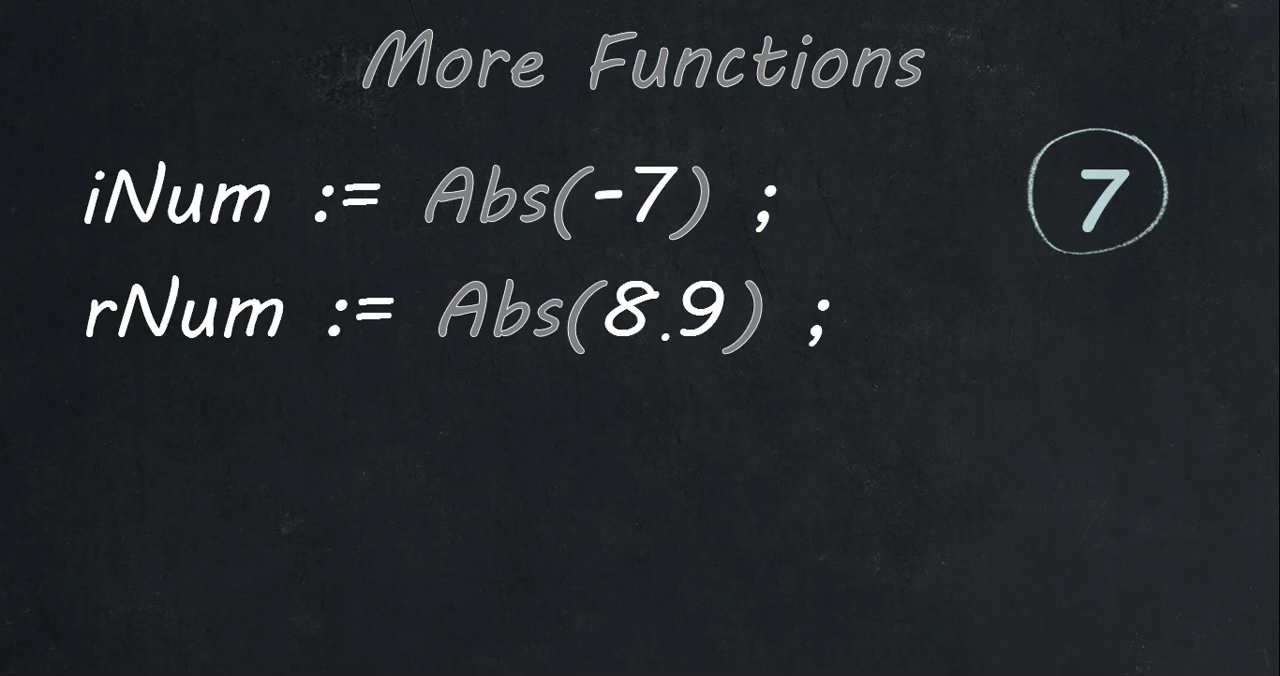 More Functions
iNum := Abs(-7) ;
7
rNum := Abs(8.9) ;